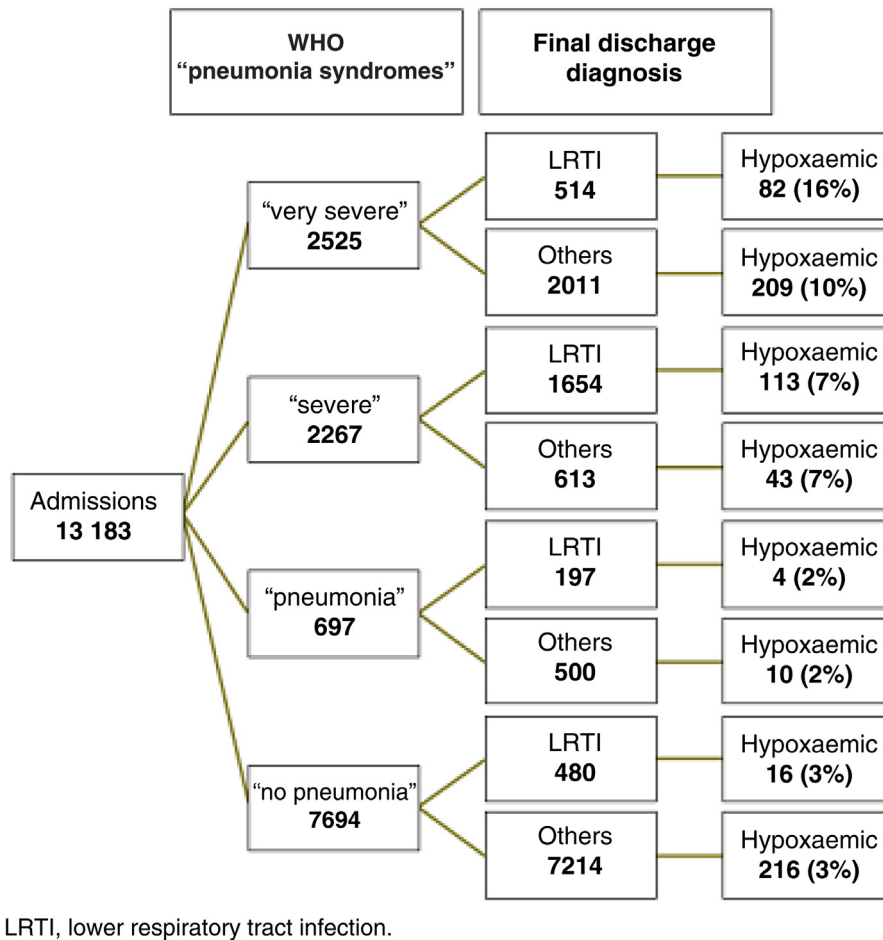 WHO
“pneumonia syndromes”
Final discharge
diagnosis
Admissions
13 183
“very severe”
2525
LRTI
514
Hypoxaemic
82 (16%)
Others
2011
Hypoxaemic
209 (10%)
“severe”
2267
LRTI
1654
Hypoxaemic
113 (7%)
Others
613
Hypoxaemic
43 (7%)
“pneumonia”
697
LRTI
197
Hypoxaemic
4 (2%)
Others
500
Hypoxaemic
10 (2%)
“no pneumonia”
7694
LRTI
480
Hypoxaemic
16 (3%)
Others
7214
Hypoxaemic
216 (3%)
LRTI, lower respiratory tract infection.